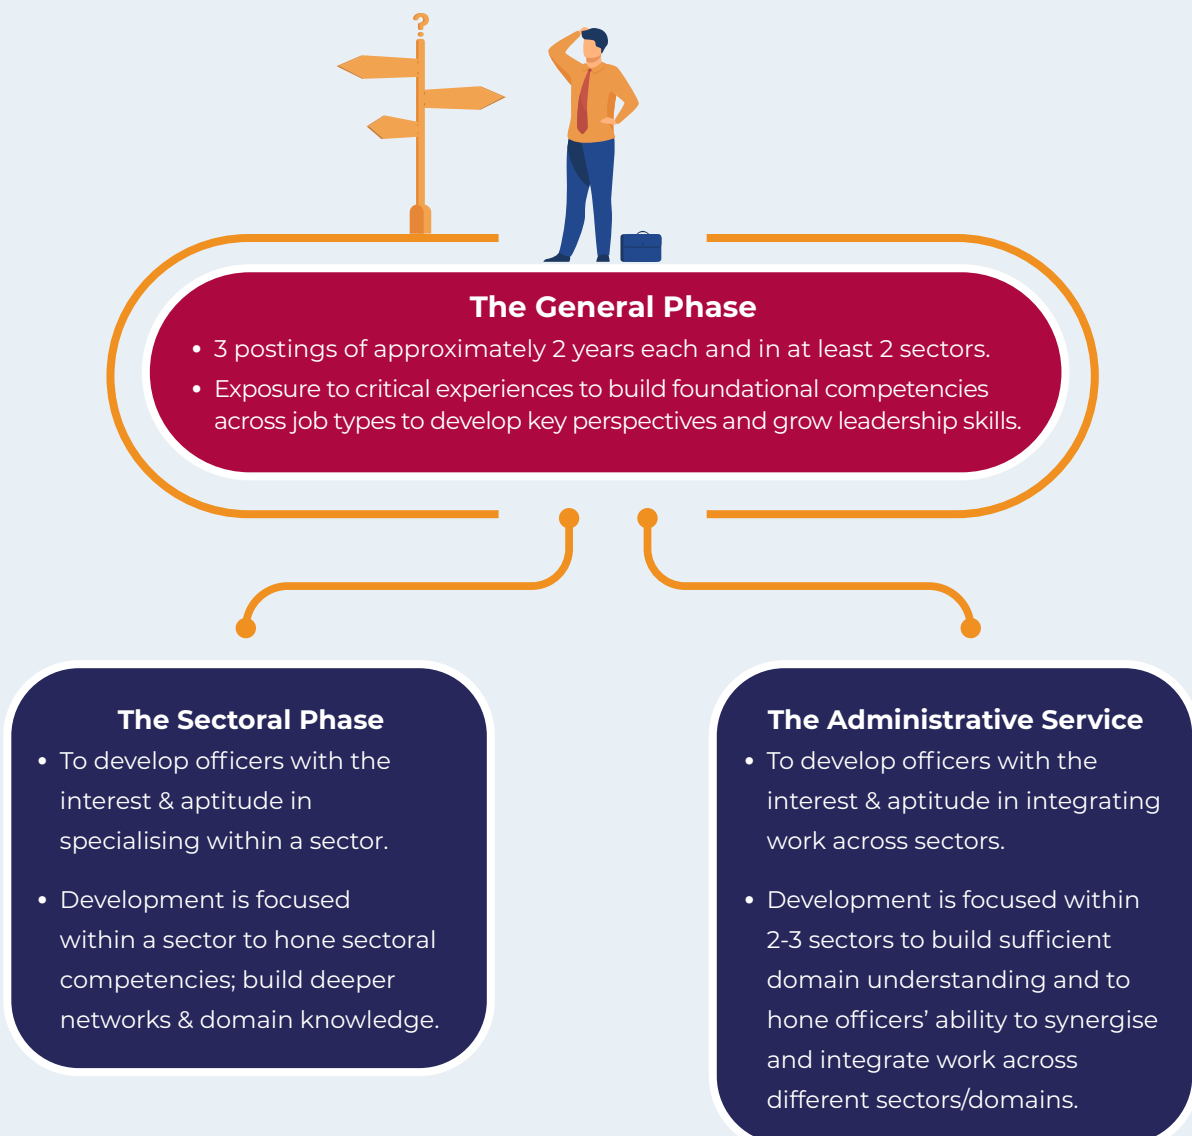 ?
The General Phase
• 3 postings of approximately 2 years each and in at least 2 sectors.
• Exposure to critical experiences to build foundational competencies
across job types to develop key perspectives and grow leadership skills.
The Sectoral Phase
• To develop officers with the
interest & aptitude in
specialising within a sector.
• Development is focused
within a sector to hone sectoral
competencies; build deeper
networks & domain knowledge.
The Administrative Service
• To develop officers with the
interest & aptitude in integrating
work across sectors.
• Development is focused within
2-3 sectors to build sufficient
domain understanding and to
hone officers’ ability to synergise
and integrate work across
different sectors/domains.